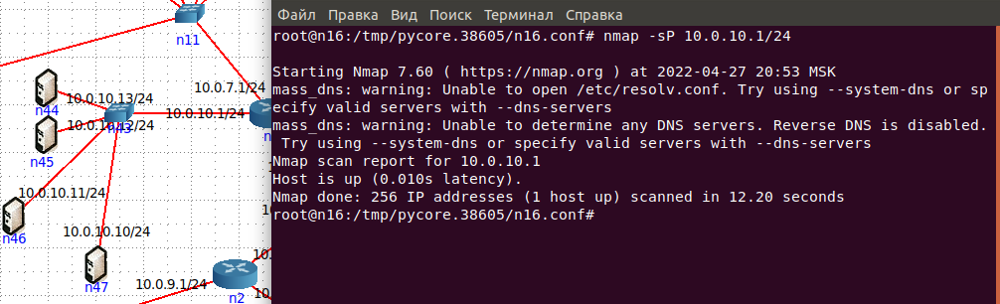 n11
10.0.7.1/24
n44
10.0.10.13/24
10.0.10.1/24
n43
n45
10.0.10.11/24
n46
10.0.10.10/24
n47
10.0.9.1/24
n2
Файл Правка Вид Поиск Терминал Справка
root@n16:/tmp/pycore.38605/n16.conf# nmap -sP 10.0.10.1/24
Starting Nmap 7.60 ( https://nmap.org ) at 2022-04-27 20:53 MSK
mass_dns: warning: Unable to open /etc/resolv.conf. Try using --system-dns or sp
ecify valid servers with --dns-servers
mass_dns: warning: Unable to determine any DNS servers. Reverse DNS is disabled.
Try using --system-dns or specify valid servers with --dns-servers
Nmap scan report for 10.0.10.1
Host is up (0.010s latency).
Nmap done: 256 IP addresses (1 host up) scanned in 12.20 seconds
root@n16:/tmp/pycore.38605/n16.conf#